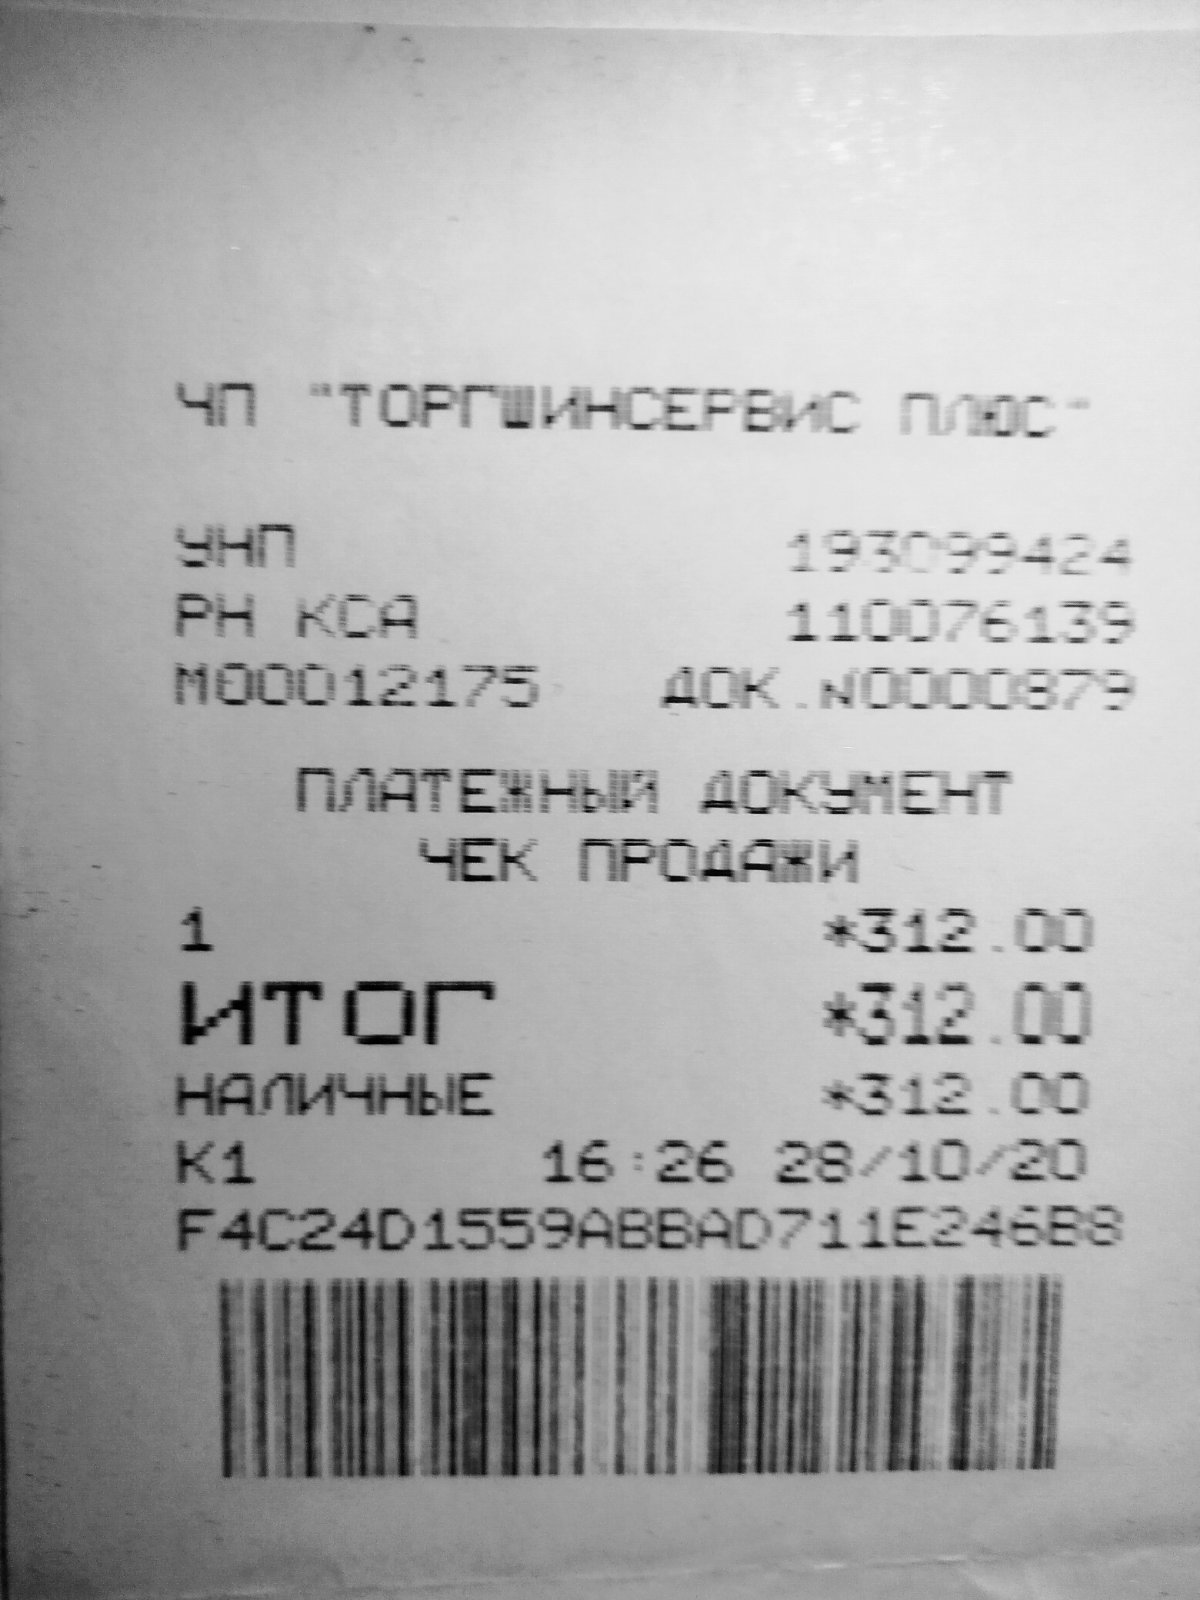 ЧП "ТОРГШИНСЕРВИС ПЛЮС"
УНП 193099424
РН КСА 110076139
М00012175 ДОК.N0000879
ПЛАТЕЖНЫЙ ДОКУМЕНТ
ЧЕК ПРОДАЖИ
1 *312.00
ИТОГ *312.00
НАЛИЧНЫЕ *312.00
К1 16:26 28/10/20
F4C24D1559ABBAD711E246B8